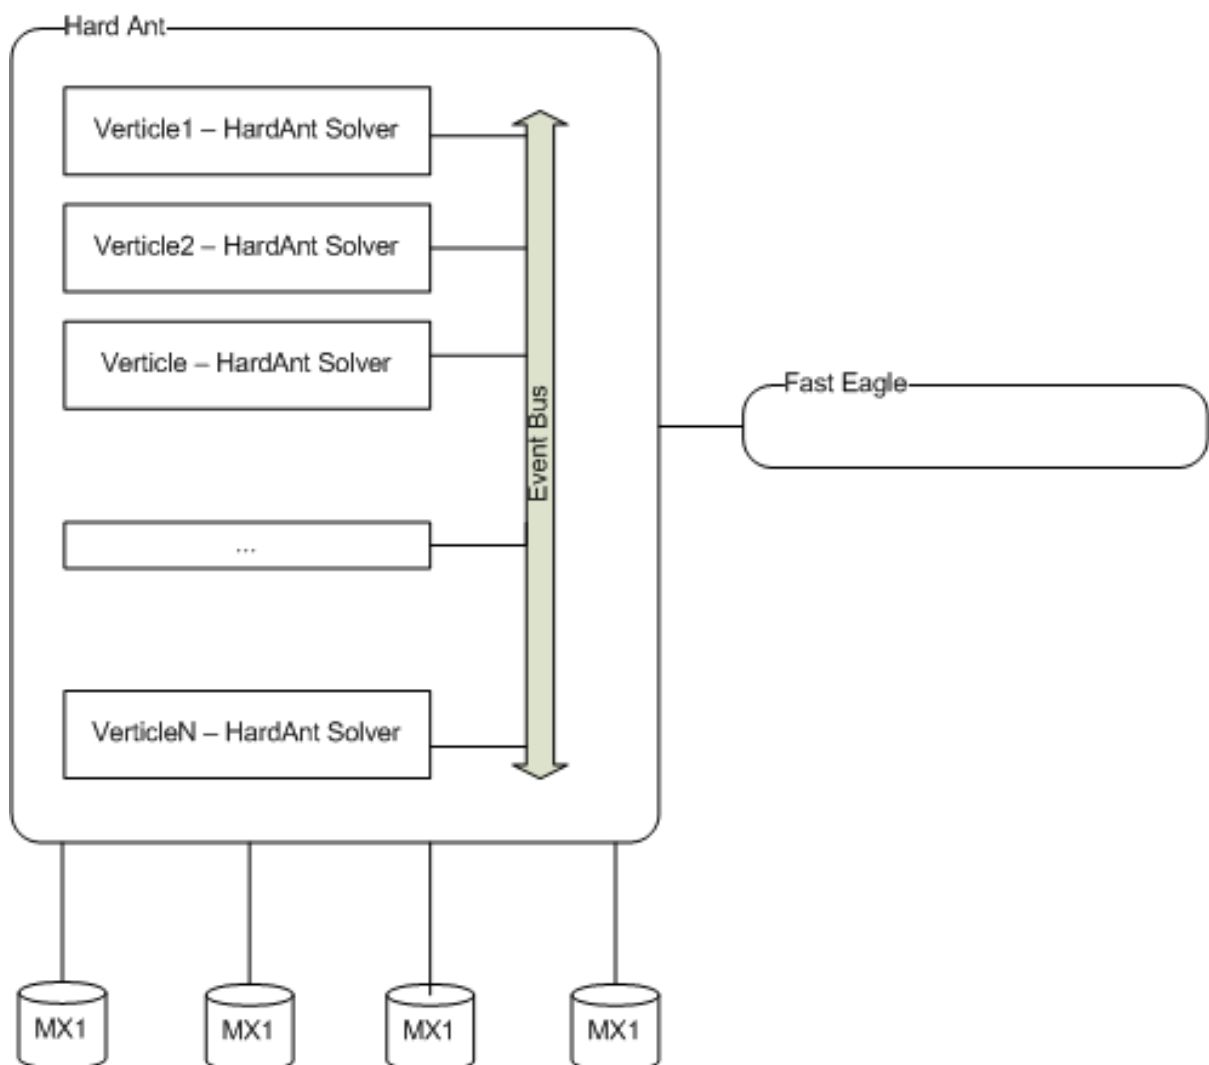 Hard Ant
Verticle1 – HardAnt Solver
Verticle2 – HardAnt Solver
Verticle – HardAnt Solver
Event Bus
Fast Eagle
...
VerticleN – HardAnt Solver
MX1
MX1
MX1
MX1